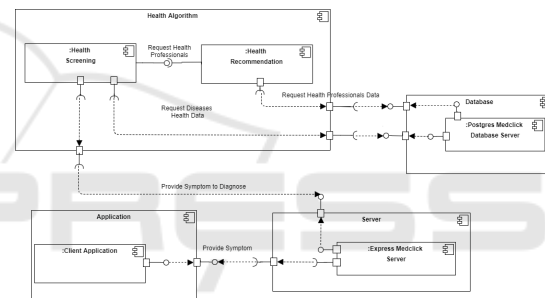 Health Algorithm
:Health
Screening
Request Health
Professionals
:Health
Recommendation
Request Health Professionals Data
Request Diseases
Health Data
Database
:Postgres Medclick
Database Server
Provide Symptom to Diagnose
Application
:Client Application
Provide Symptom
Server
:Express Medclick
Server
PRESS